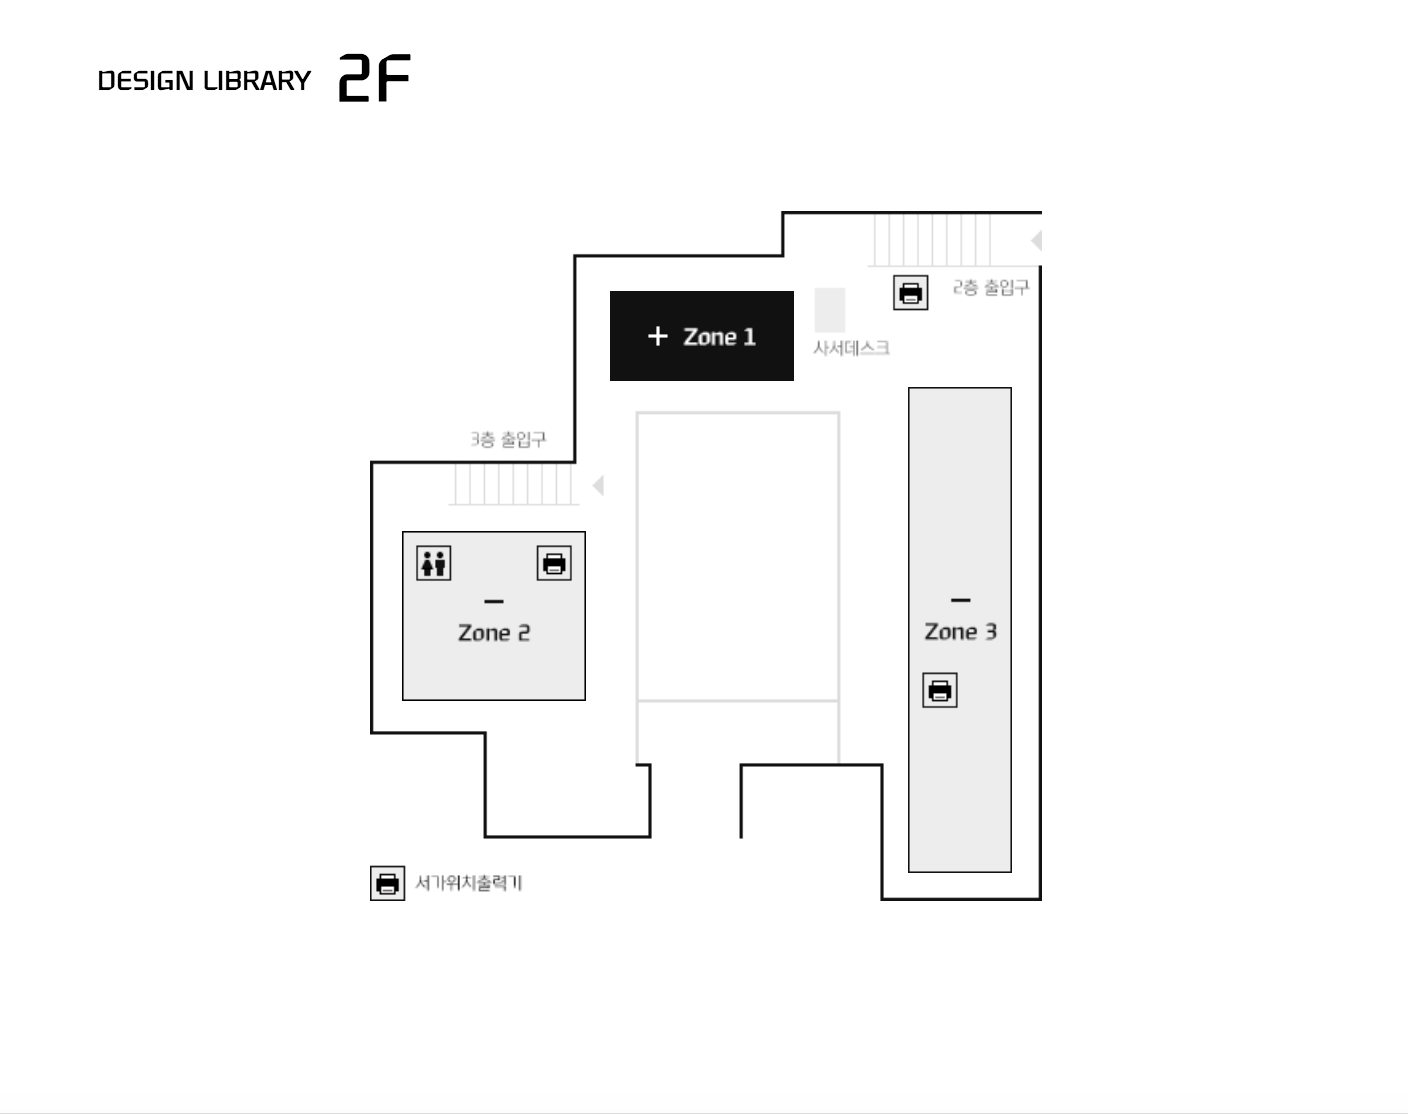 DESIGN LIBRARY 2F
2층 출입구
+ Zone 1
사서데스크
3층 출입구
Zone 2
Zone 3
서가위치출력기